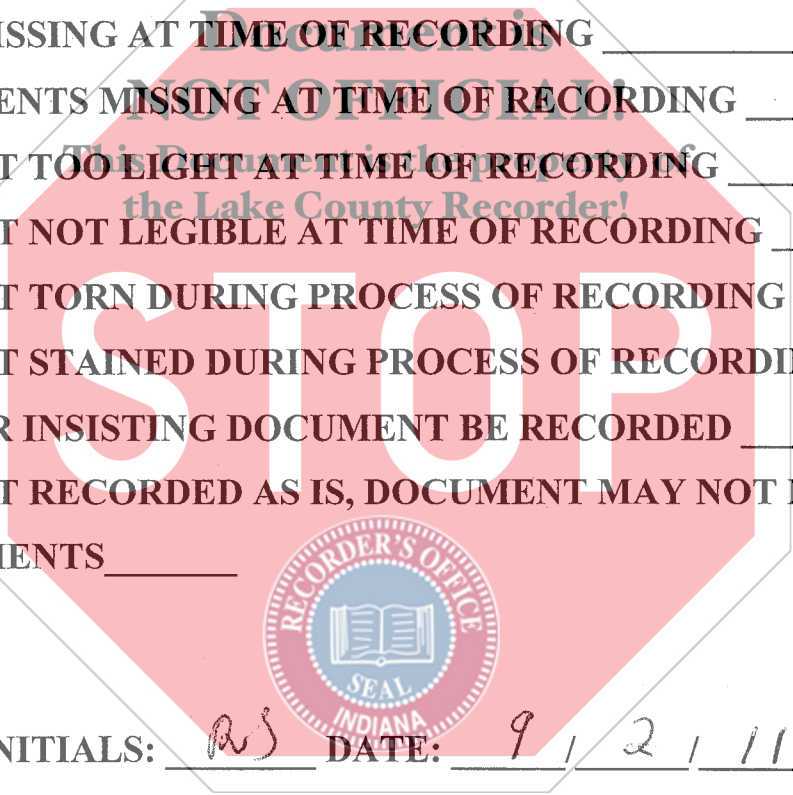 ISSING AT TIME OF RECORDING
Document is
ENTS MISSING AT TIME OF RECORDING
NOT OFFICIAL!
T TOO LIGHT AT TIME OF RECORDING
This Document is the property of
the Lake County Recorder!
T NOT LEGIBLE AT TIME OF RECORDING
T TORN DURING PROCESS OF RECORDING
STOP
T STAINED DURING PROCESS OF RECORDI
R INSISTING DOCUMENT BE RECORDED
T RECORDED AS IS, DOCUMENT MAY NOT
MENTS
RECORDER'S OFFICE
SEAL
INDIANA
NITIALS: RS DATE: 9 / 2 / 11